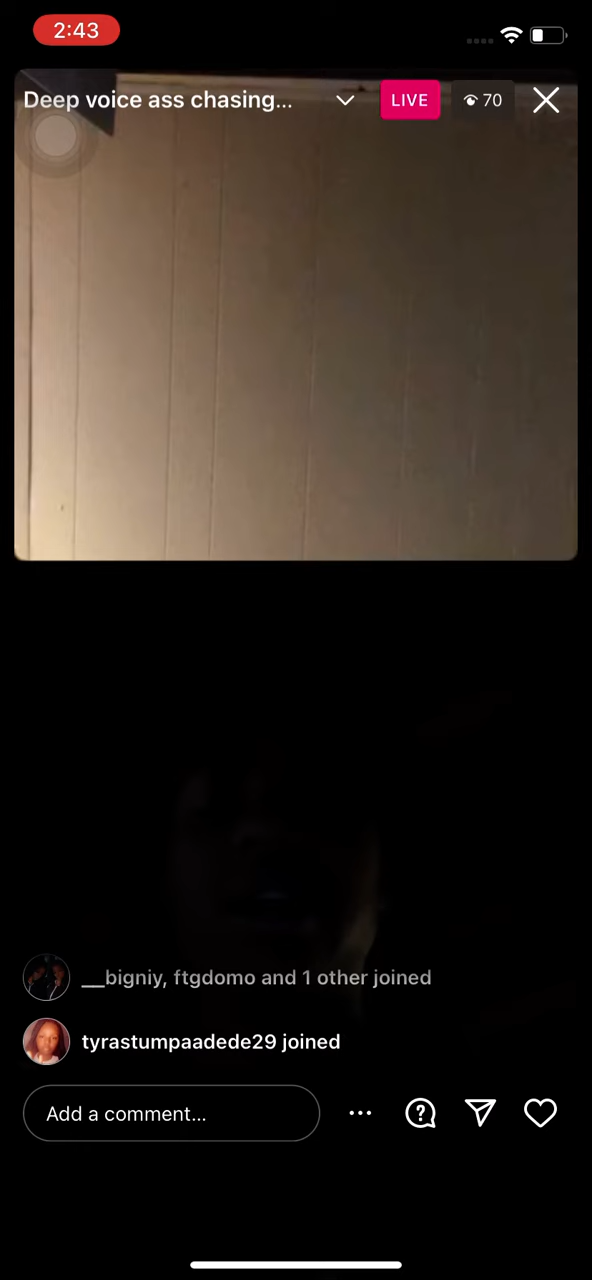 2:43
Deep voice ass chasing...
LIVE
70
__bigniy, ftgdomo and 1 other joined
tyrastumpaadede29 joined
Add a comment...